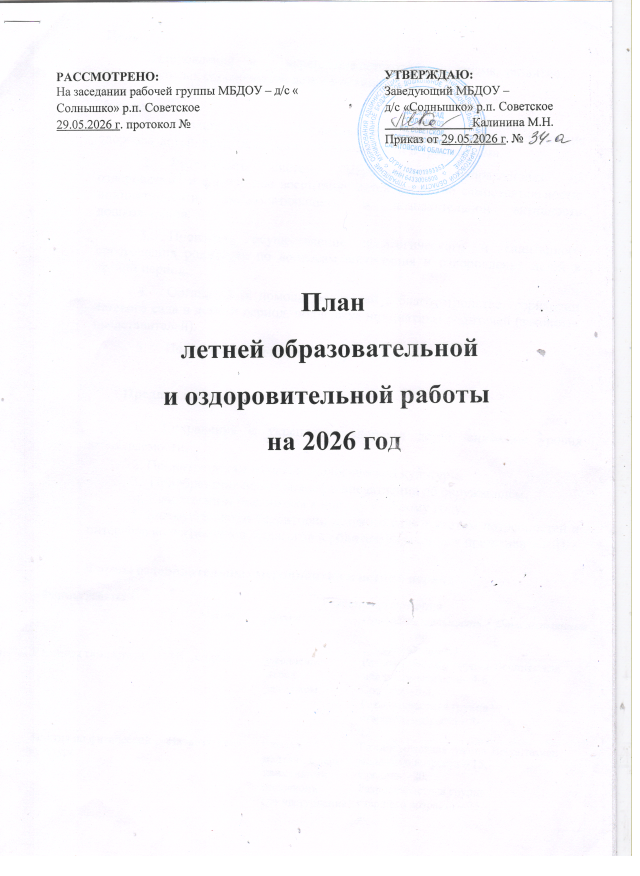 РАССМОТРЕНО:
На заседании рабочей группы МБДОУ – д/с «
Солнышко» р.п. Советское
29.05.2026 г. протокол №
УТВЕРЖДАЮ:
Заведующий МБДОУ –
д/с «Солнышко» р.п. Советское
Калинина М.Н.
Приказ от 29.05.2026 г. № 34-а
План
летней образовательной
и оздоровительной работы
на 2026 год